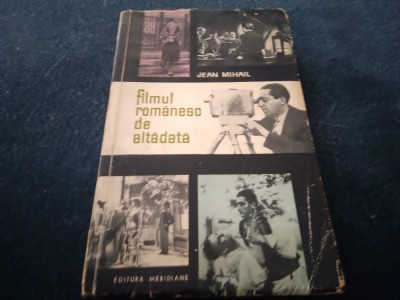 JEAN MIHAIL
filmul
românesc
de
altădată
EDITURA MERIDIANE